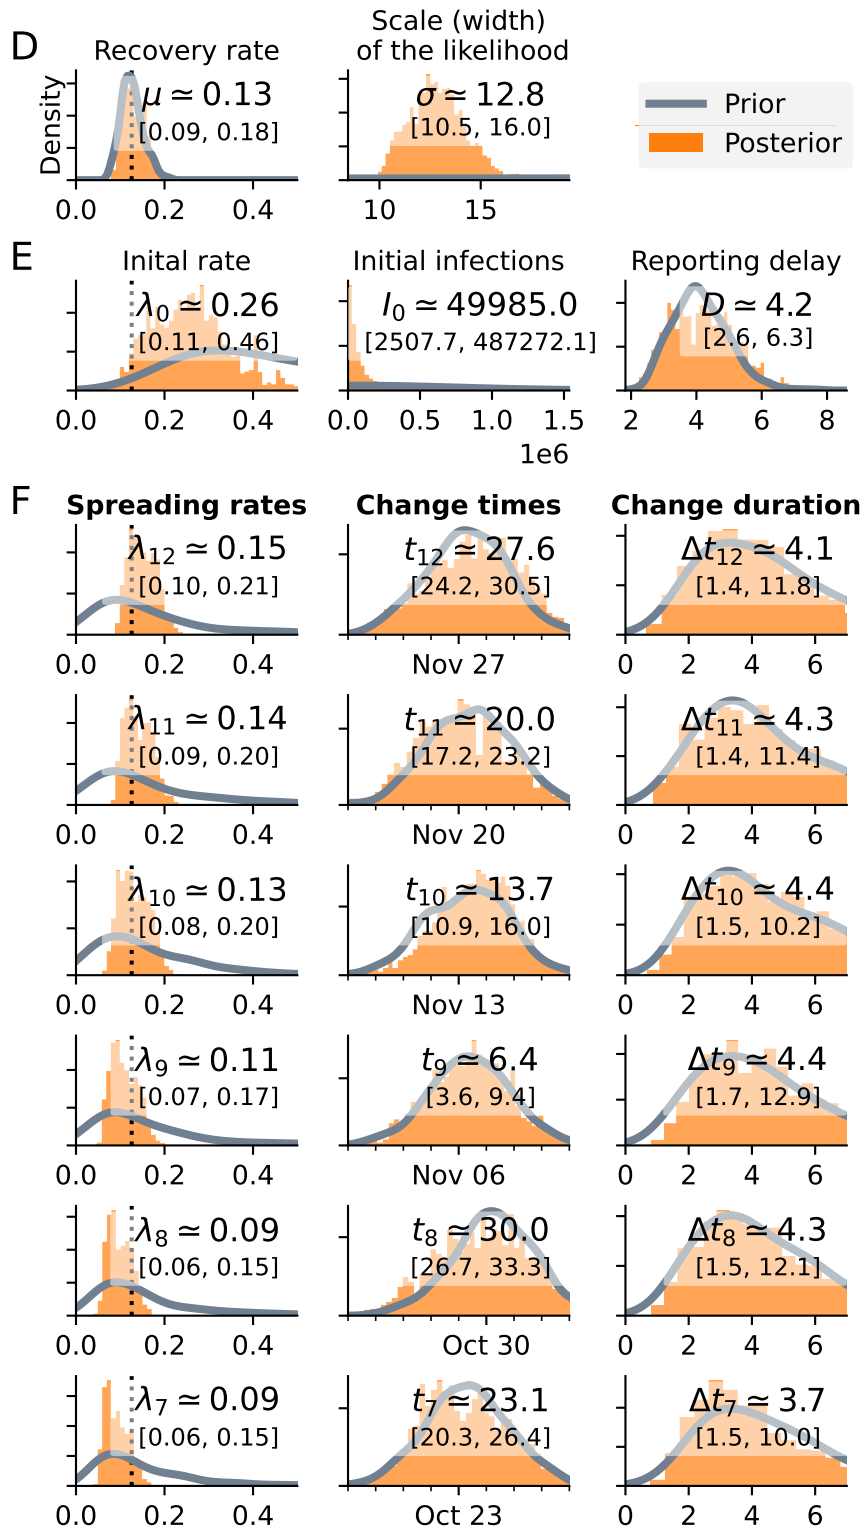 D
Recovery rate
Density
μ ≃ 0.13
[0.09, 0.18]
0.0 0.2 0.4
Scale (width)
of the likelihood
σ ≃ 12.8
[10.5, 16.0]
10 15
Prior
Posterior
E
Inital rate
λ₀ ≃ 0.26
[0.11, 0.46]
0.0 0.2 0.4
Initial infections
I₀ ≃ 49985.0
[2507.7, 487272.1]
0.0 0.5 1.0 1.5
1e6
Reporting delay
D ≃ 4.2
[2.6, 6.3]
2 4 6 8
F
Spreading rates
Change times
Change duration
λ₁₂ ≃ 0.15
[0.10, 0.21]
0.0 0.2 0.4
t₁₂ ≃ 27.6
[24.2, 30.5]
Nov 27
Δt₁₂ ≃ 4.1
[1.4, 11.8]
0 2 4 6
λ₁₁ ≃ 0.14
[0.09, 0.20]
0.0 0.2 0.4
t₁₁ ≃ 20.0
[17.2, 23.2]
Nov 20
Δt₁₁ ≃ 4.3
[1.4, 11.4]
0 2 4 6
λ₁₀ ≃ 0.13
[0.08, 0.20]
0.0 0.2 0.4
t₁₀ ≃ 13.7
[10.9, 16.0]
Nov 13
Δt₁₀ ≃ 4.4
[1.5, 10.2]
0 2 4 6
λ₉ ≃ 0.11
[0.07, 0.17]
0.0 0.2 0.4
t₉ ≃ 6.4
[3.6, 9.4]
Nov 06
Δt₉ ≃ 4.4
[1.7, 12.9]
0 2 4 6
λ₈ ≃ 0.09
[0.06, 0.15]
0.0 0.2 0.4
t₈ ≃ 30.0
[26.7, 33.3]
Oct 30
Δt₈ ≃ 4.3
[1.5, 12.1]
0 2 4 6
λ₇ ≃ 0.09
[0.06, 0.15]
0.0 0.2 0.4
t₇ ≃ 23.1
[20.3, 26.4]
Oct 23
Δt₇ ≃ 3.7
[1.5, 10.0]
0 2 4 6